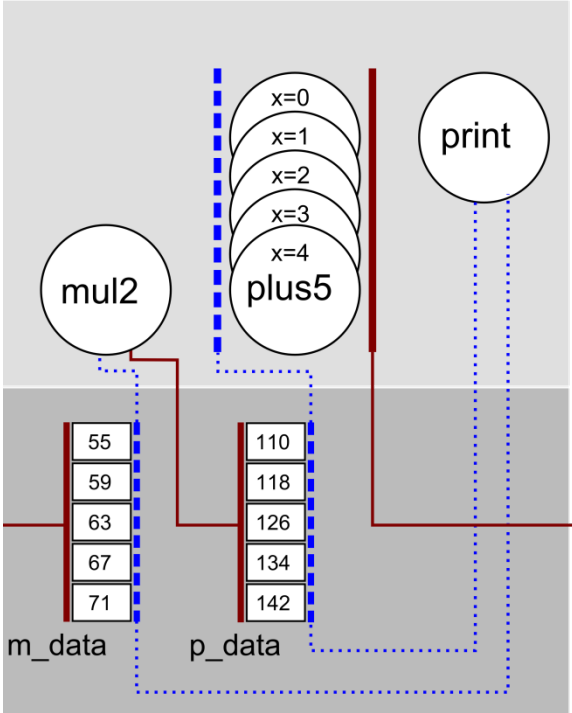 x=0
x=1
x=2
x=3
x=4
plus5
print
mul2
55
59
63
67
71
m_data
110
118
126
134
142
p_data